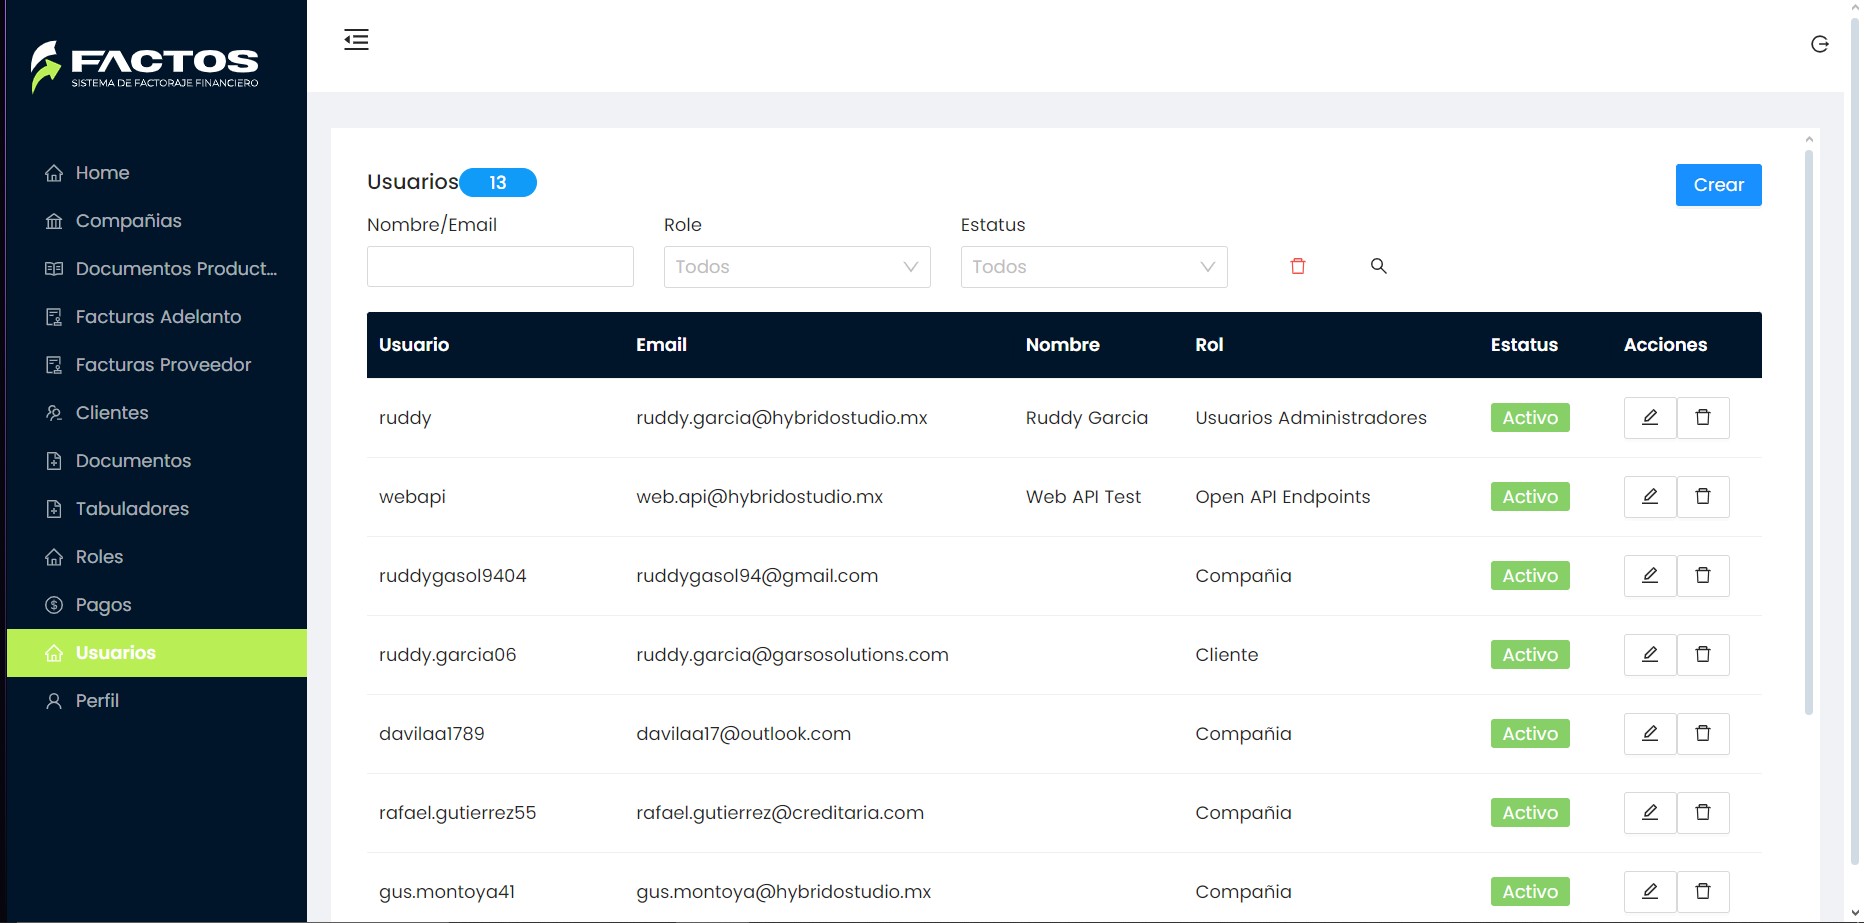 FACTOS
SISTEMA DE FACTORAJE FINANCIERO
Home
Compañias
Documentos Product...
Facturas Adelanto
Facturas Proveedor
Clientes
Documentos
Tabuladores
Roles
Pagos
Usuarios
Perfil
Usuarios 13
Crear
Nombre/Email Role Estatus
Todos Todos
Usuario Email Nombre Rol Estatus Acciones
ruddy ruddy.garcia@hybridostudio.mx Ruddy Garcia Usuarios Administradores Activo
webapi web.api@hybridostudio.mx Web API Test Open API Endpoints Activo
ruddygasol9404 ruddygasol94@gmail.com Compañia Activo
ruddy.garcia06 ruddy.garcia@garsosolutions.com Cliente Activo
davilaa1789 davilaa17@outlook.com Compañia Activo
rafael.gutierrez55 rafael.gutierrez@creditaria.com Compañia Activo
gus.montoya41 gus.montoya@hybridostudio.mx Compañia Activo